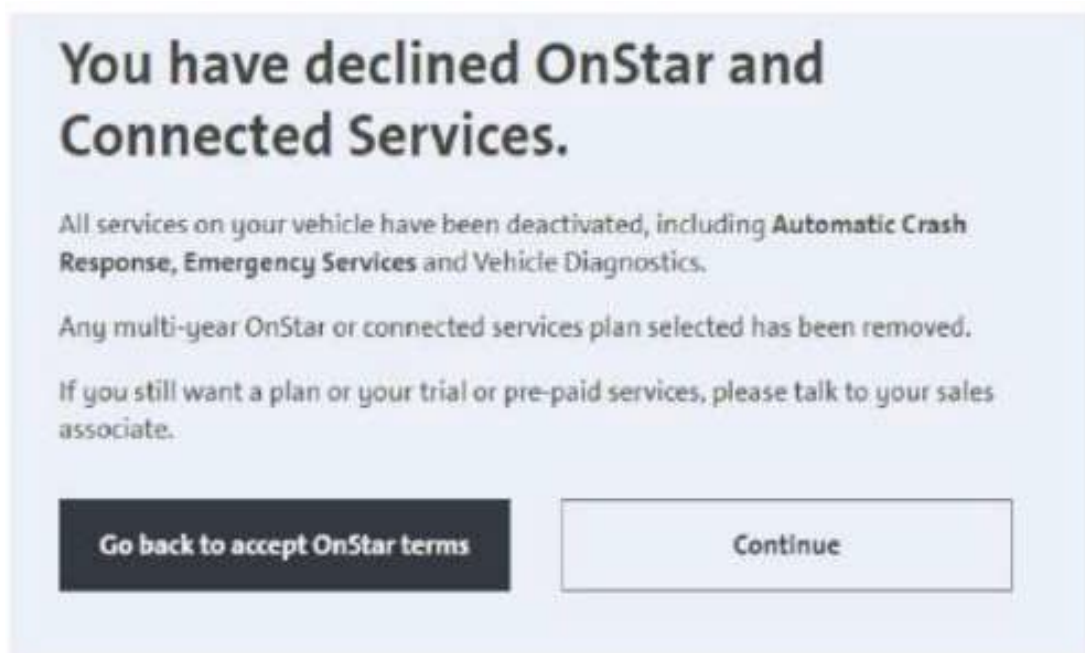 You have declined OnStar and
Connected Services.
All services on your vehicle have been deactivated, including Automatic Crash
Response, Emergency Services and Vehicle Diagnostics.
Any multi-year OnStar or connected services plan selected has been removed.
If you still want a plan or your trial or pre-paid services, please talk to your sales
associate.
Go back to accept OnStar terms
Continue